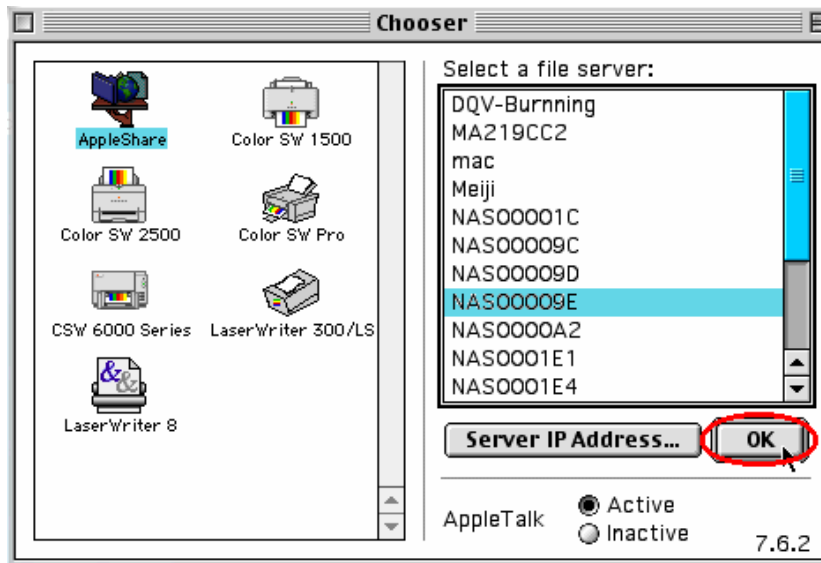 Chooser
AppleShare
Color SW 1500
Color SW 2500
Color SW Pro
CSW 6000 Series
LaserWriter 300/LS
LaserWriter 8
Select a file server:
DQV-Burnning
MA219CC2
mac
Meiji
NAS00001C
NAS00009C
NAS00009D
NAS00009E
NAS0000A2
NAS0001E1
NAS0001E4
Server IP Address...
OK
AppleTalk
Active
Inactive
7.6.2